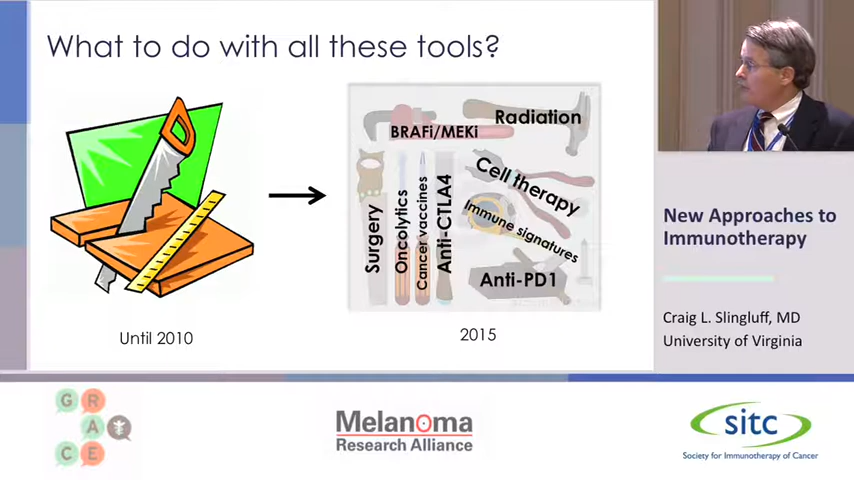 What to do with all these tools?
BRAFi/MEKi
Radiation
Cell therapy
Immune signatures
Surgery
Oncolytics
Cancer vaccines
Anti-CTLA4
Anti-PD1
Until 2010
2015
New Approaches to
Immunotherapy
Craig L. Slingluff, MD
University of Virginia
GR
A
CE
Melanoma
Research Alliance
sitc
Society for Immunotherapy of Cancer